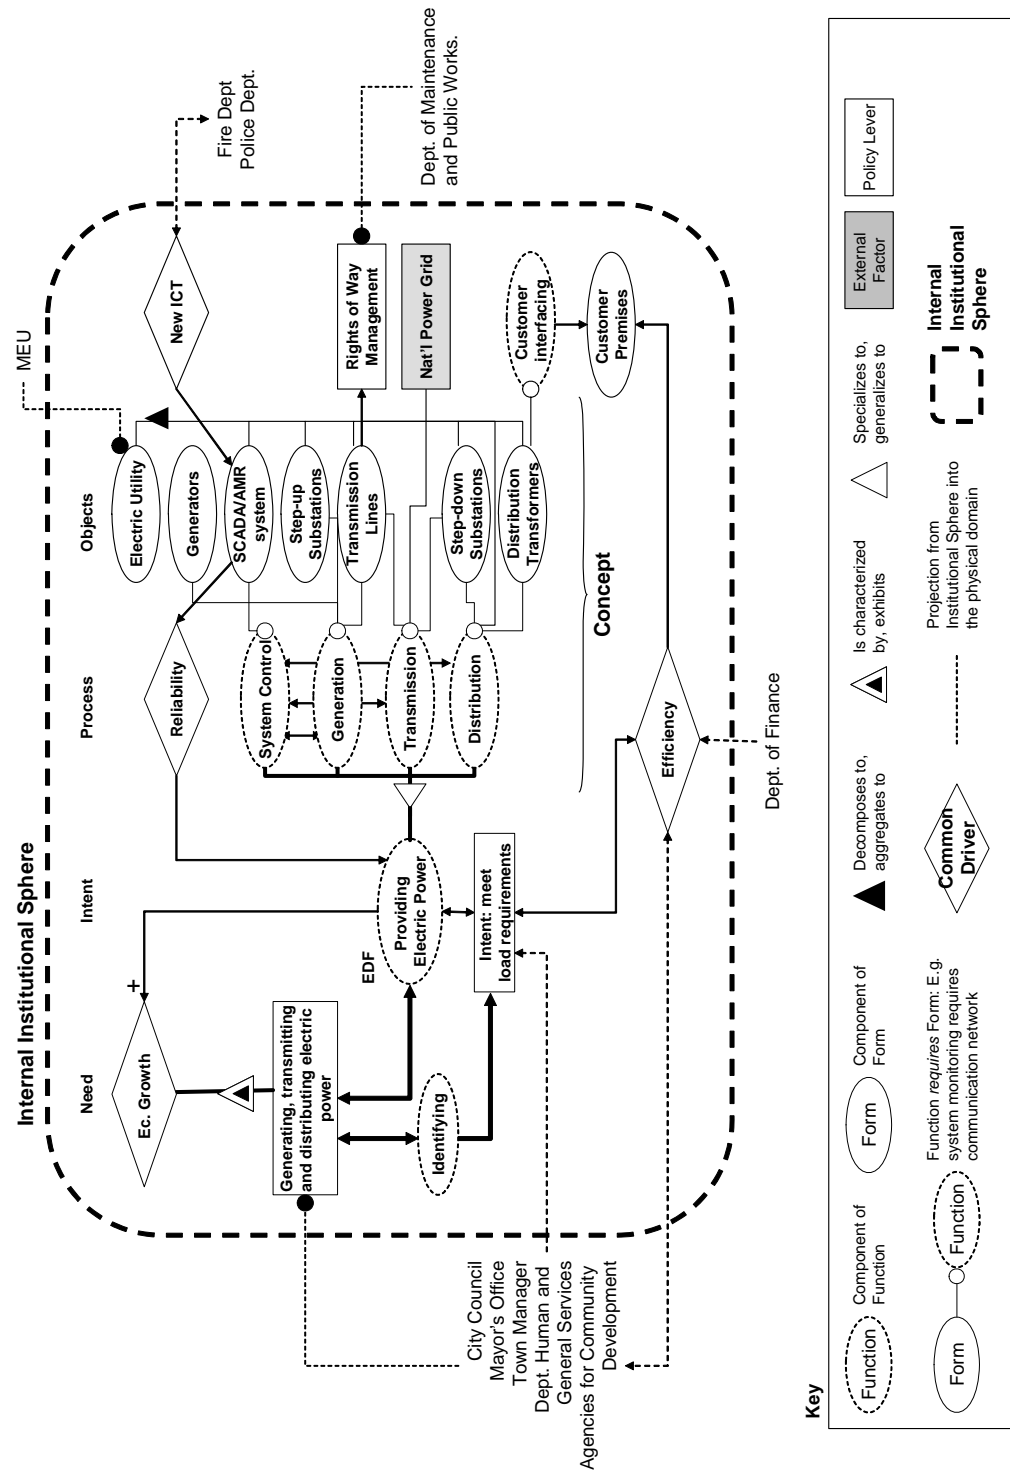 Internal Institutional Sphere
Need
Intent
Process
Objects
MEU
Ec. Growth
+
Reliability
New ICT
Fire Dept
Police Dept.
Electric Utility
Generators
SCADA/AMR
system
Step-up
Substations
Transmission
Lines
Step-down
Substations
Distribution
Transformers
System Control
Generation
Transmission
Distribution
Generating, transmitting
and distributing electric
power
EDF
Providing
Electric Power
Identifying
Intent: meet
load requirements
Rights of Way
Management
Nat'l Power Grid
Customer
interfacing
Customer
Premises
Dept. of Maintenance
and Public Works.
Concept
Efficiency
Dept. of Finance
City Council
Mayor's Office
Town Manager
Dept. Human and
General Services
Agencies for Community
Development
Key
Function
Component of
Function
Form
Component of
Form
Decomposes to,
aggregates to
Is characterized
by, exhibits
Specializes to,
generalizes to
External
Factor
Policy Lever
Form
Function
Function requires Form: E.g.
system monitoring requires
communication network
Common
Driver
Projection from
Institutional Sphere into
the physical domain
Internal
Institutional
Sphere